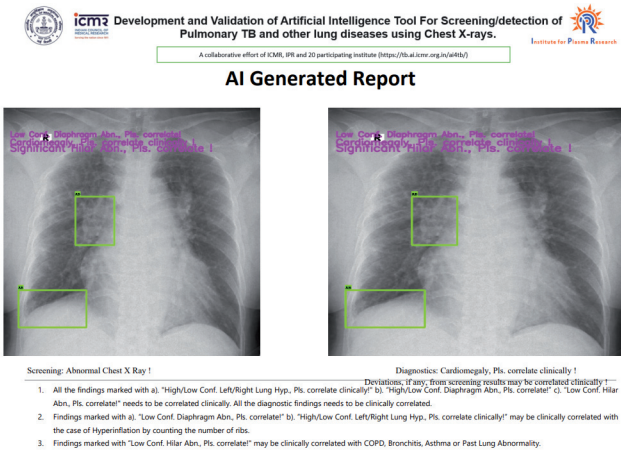 icmr
INDIAN COUNCIL OF
MEDICAL RESEARCH
Development and Validation of Artificial Intelligence Tool For Screening/detection of
Pulmonary TB and other lung diseases using Chest X-rays.
Institute for Plasma Research
A collaborative effort of ICMR, IPR and 20 participating institute (https://tb.ai.icmr.org.in/ai4tb/)
AI Generated Report
Low Conf. Diaphragm Abn., Pls. correlate!
Cardiomegaly, Pls. correlate clinically !
Significant Hilar Abn., Pls. correlate !
R
Low Conf. Diaphragm Abn., Pls. correlate!
Cardiomegaly, Pls. correlate clinically !
Significant Hilar Abn., Pls. correlate !
R
Screening: Abnormal Chest X Ray !
Diagnostics: Cardiomegaly, Pls. correlate clinically !
Deviations, if any, from screening results may be correlated clinically !
1. All the findings marked with a). "High/Low Conf. Left/Right Lung Hyp., Pls. correlate clinically!" b). "High/Low Conf. Diaphragm Abn., Pls. correlate!" c). "Low Conf. Hilar
Abn., Pls. correlate!" needs to be correlated clinically. All the diagnostic findings needs to be clinically correlated.
2. Findings marked with a). "Low Conf. Diaphragm Abn., Pls. correlate!" b). "High/Low Conf. Left/Right Lung Hyp., Pls. correlate clinically!" may be clinically correlated with
the case of Hyperinflation by counting the number of ribs.
3. Findings marked with "Low Conf. Hilar Abn., Pls. correlate!" may be clinically correlated with COPD, Bronchitis, Asthma or Past Lung Abnormality.